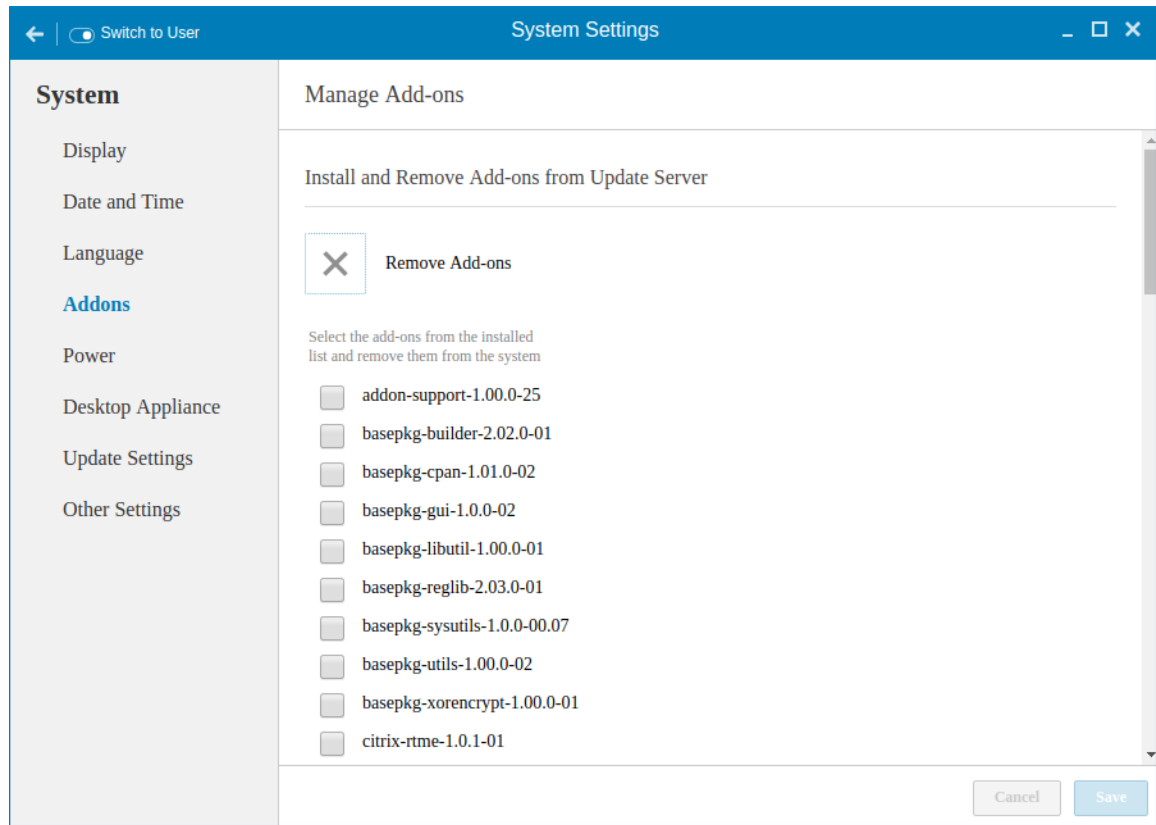 Switch to User
System Settings
System
Display
Date and Time
Language
Addons
Power
Desktop Appliance
Update Settings
Other Settings
Manage Add-ons
Install and Remove Add-ons from Update Server
Remove Add-ons
Select the add-ons from the installed
list and remove them from the system
addon-support-1.00.0-25
basepkg-builder-2.02.0-01
basepkg-cpan-1.01.0-02
basepkg-gui-1.0.0-02
basepkg-libutil-1.00.0-01
basepkg-reglib-2.03.0-01
basepkg-sysutils-1.0.0-00.07
basepkg-utils-1.00.0-02
basepkg-xorencrypt-1.00.0-01
citrix-rtme-1.0.1-01
Cancel
Save